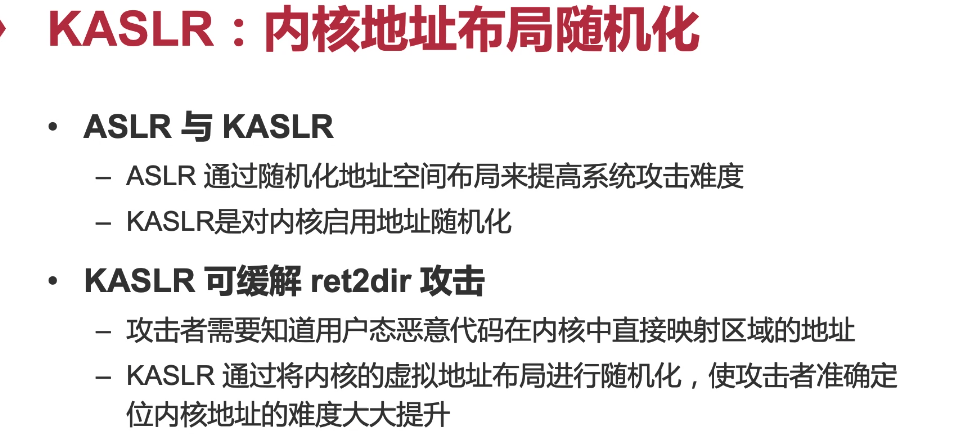 KASLR：内核地址布局随机化
• ASLR 与 KASLR
– ASLR 通过随机化地址空间布局来提高系统攻击难度
– KASLR是对内核启用地址随机化
• KASLR 可缓解 ret2dir 攻击
– 攻击者需要知道用户态恶意代码在内核中直接映射区域的地址
– KASLR 通过将内核的虚拟地址布局进行随机化，使攻击者准确定
位内核地址的难度大大提升